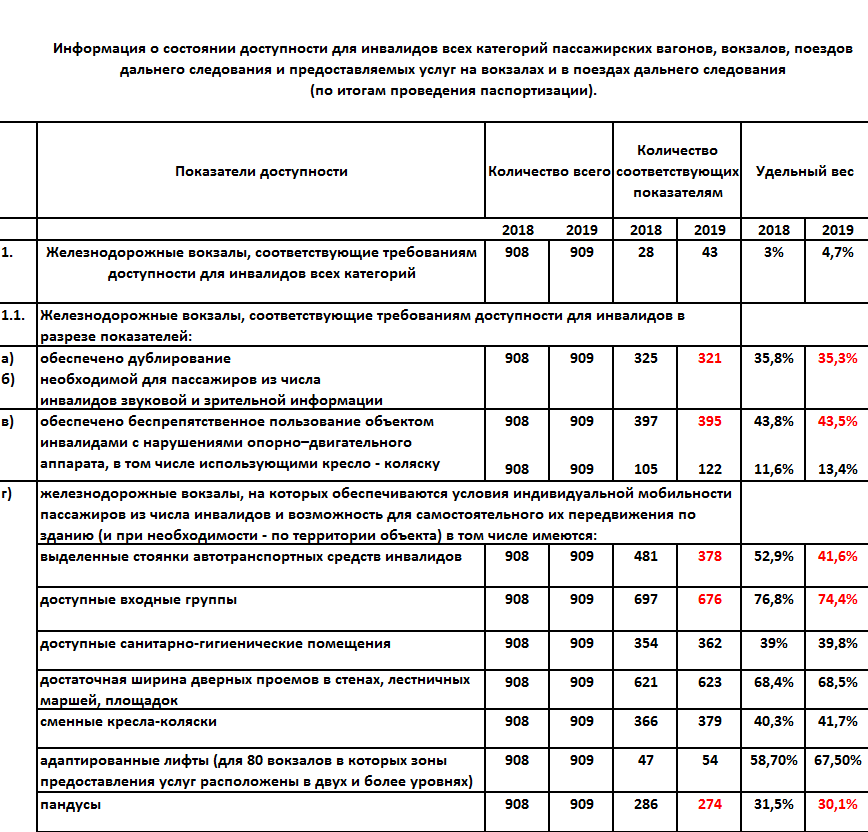 Информация о состоянии доступности для инвалидов всех категорий пассажирских вагонов, вокзалов, поездов
дальнего следования и предоставляемых услуг на вокзалах и в поездах дальнего следования
(по итогам проведения паспортизации).
Показатели доступности
Количество всего
Количество
соответствующих
показателям
Удельный вес
2018 2019 2018 2019 2018 2019
1. Железнодорожные вокзалы, соответствующие требованиям 908 909 28 43 3% 4,7%
доступности для инвалидов всех категорий
1.1. Железнодорожные вокзалы, соответствующие требованиям доступности для инвалидов в
разрезе показателей:
а) обеспечено дублирование 908 909 325 321 35,8% 35,3%
б) необходимой для пассажиров из числа
инвалидов звуковой и зрительной информации
в) обеспечено беспрепятственное пользование объектом 908 909 397 395 43,8% 43,5%
инвалидами с нарушениями опорно–двигательного
аппарата, в том числе использующими кресло - коляску 908 909 105 122 11,6% 13,4%
г) железнодорожные вокзалы, на которых обеспечиваются условия индивидуальной мобильности
пассажиров из числа инвалидов и возможность для самостоятельного их передвижения по
зданию (и при необходимости - по территории объекта) в том числе имеются:
выделенные стоянки автотранспортных средств инвалидов 908 909 481 378 52,9% 41,6%
доступные входные группы 908 909 697 676 76,8% 74,4%
доступные санитарно-гигиенические помещения 908 909 354 362 39% 39,8%
достаточная ширина дверных проемов в стенах, лестничных 908 909 621 623 68,4% 68,5%
маршей, площадок
сменные кресла-коляски 908 909 366 379 40,3% 41,7%
адаптированные лифты (для 80 вокзалов в которых зоны 908 909 47 54 58,70% 67,50%
предоставления услуг расположены в двух и более уровнях)
пандусы 908 909 286 274 31,5% 30,1%